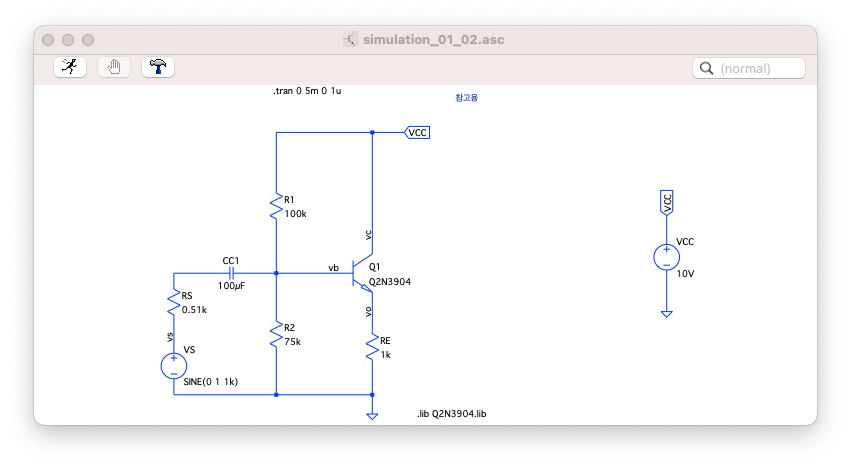 simulation_01_02.asc
(normal)
.tran 0 5m 0 1u
참고용
VCC
R1
100k
vc
VCC
VCC
10V
CC1
100µF
vb
Q1
Q2N3904
RS
0.51k
vo
R2
75k
RE
1k
vs
VS
SINE(0 1 1k)
.lib Q2N3904.lib